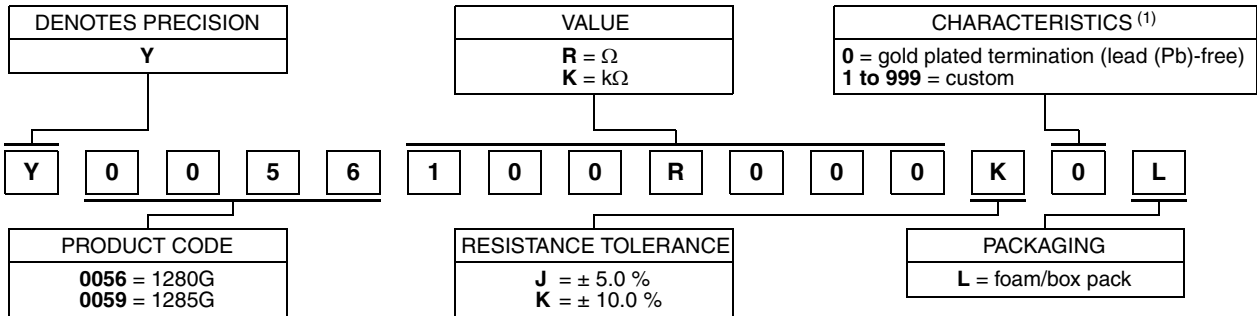 DENOTES PRECISION
Y
VALUE
R = Ω
K = kΩ
CHARACTERISTICS (1)
0 = gold plated termination (lead (Pb)-free)
1 to 999 = custom
Y 0 0 5 6 1 0 0 R 0 0 0 K 0 L
PRODUCT CODE
0056 = 1280G
0059 = 1285G
RESISTANCE TOLERANCE
J = ± 5.0 %
K = ± 10.0 %
PACKAGING
L = foam/box pack